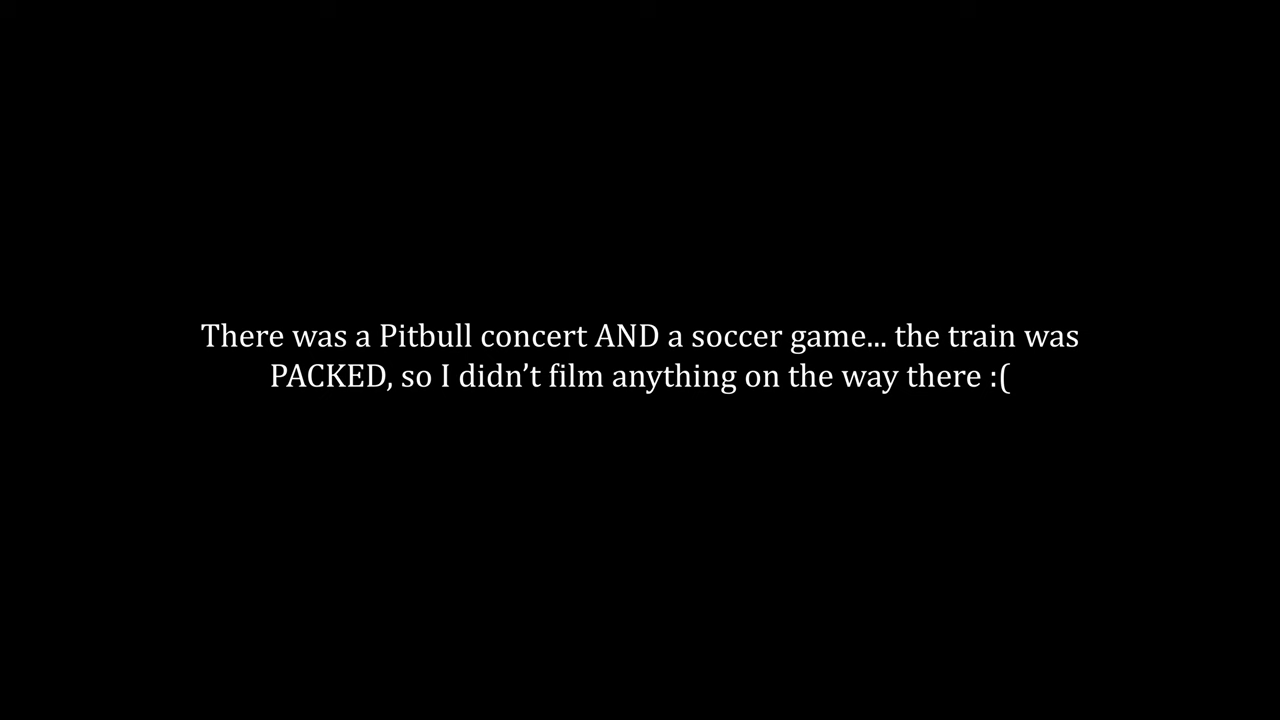 There was a Pitbull concert AND a soccer game... the train was
PACKED, so I didn’t film anything on the way there :(